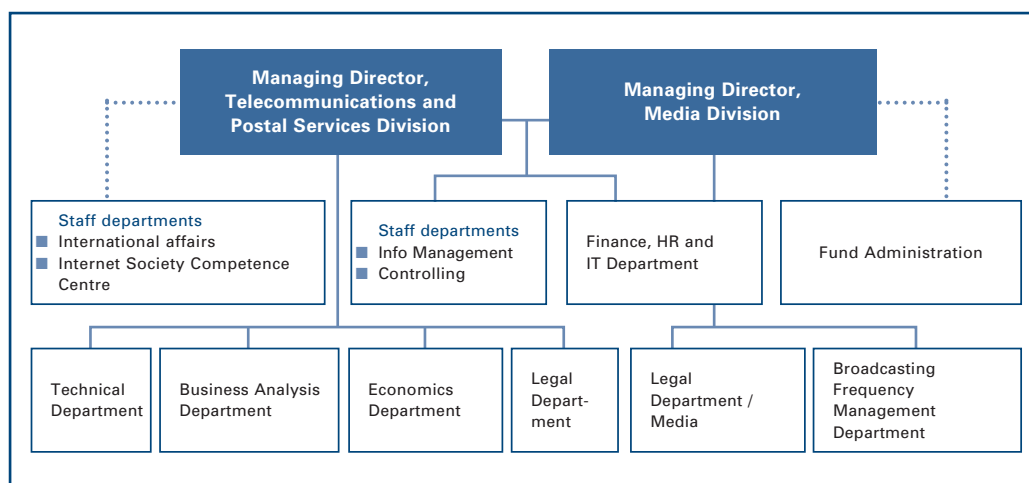 Managing Director,
Telecommunications and
Postal Services Division
Managing Director,
Media Division
Staff departments
International affairs
Internet Society Competence
Centre
Staff departments
Info Management
Controlling
Finance, HR and
IT Department
Fund Administration
Technical
Department
Business Analysis
Department
Economics
Department
Legal
Depart-
ment
Legal
Department /
Media
Broadcasting
Frequency
Management
Department